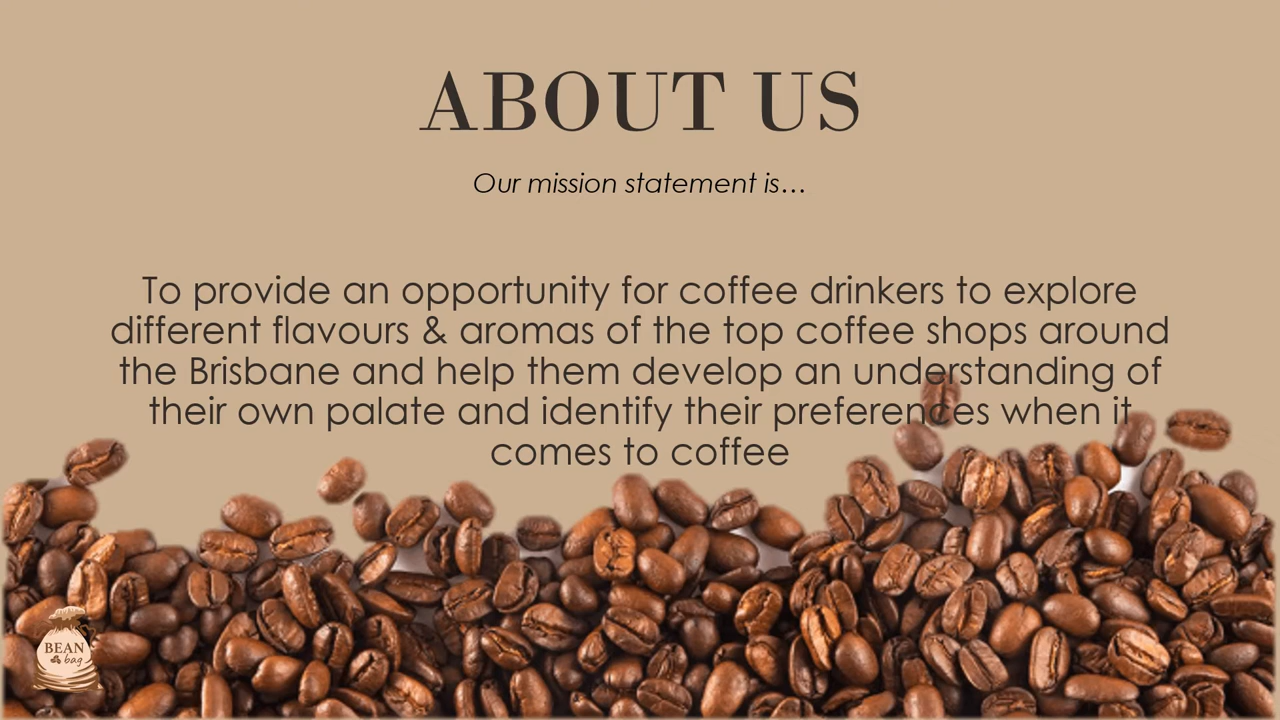 ABOUT US
Our mission statement is…
To provide an opportunity for coffee drinkers to explore
different flavours & aromas of the top coffee shops around
the Brisbane and help them develop an understanding of
their own palate and identify their preferences when it
comes to coffee
BEAN
bag